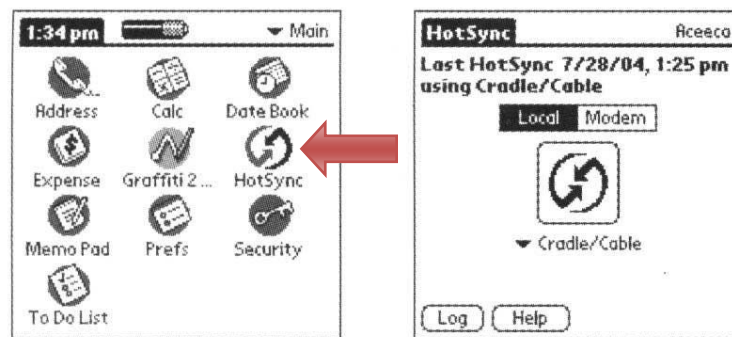 1:34 pm
Main
Address
Calc
Date Book
Expense
Graffiti 2 ...
HotSync
Memo Pad
Prefs
Security
To Do List
HotSync
Aceeca
Last HotSync 7/28/04, 1:25 pm
using Cradle/Cable
Local
Modem
Cradle/Cable
Log
Help